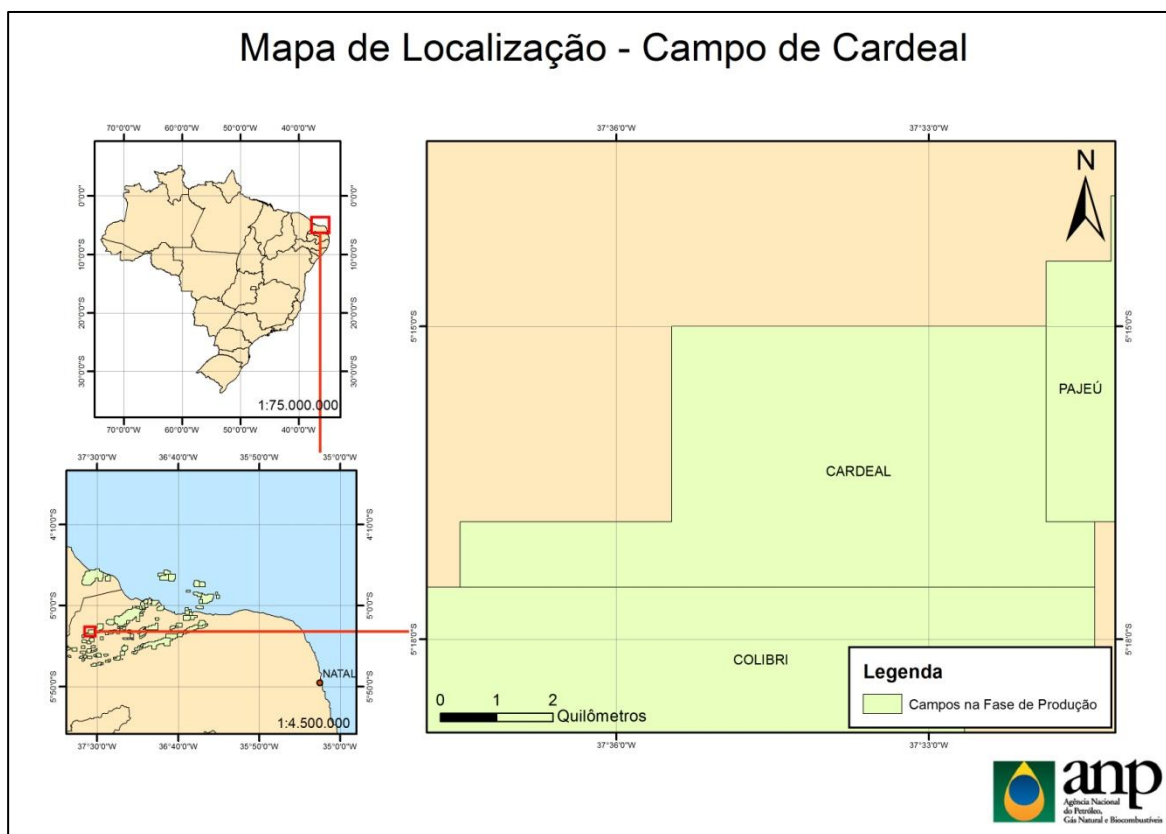 Mapa de Localização - Campo de Cardeal
70°0'0"W 60°0'0"W 50°0'0"W 40°0'0"W
0°0'0" 0°0'0"
10°0'0"S 10°0'0"S
20°0'0"S 20°0'0"S
30°0'0"S 30°0'0"S
1:75.000.000
70°0'0"W 60°0'0"W 50°0'0"W 40°0'0"W
37°30'0"W 36°40'0"W 35°50'0"W 35°0'0"W
4°10'0"S 4°10'0"S
5°0'0"S 5°0'0"S
NATAL
5°50'0"S 5°50'0"S
1:4.500.000
37°30'0"W 36°40'0"W 35°50'0"W 35°0'0"W
37°36'0"W 37°33'0"W
N
5°15'0"S 5°15'0"S
PAJEÚ
CARDEAL
5°18'0"S 5°18'0"S
COLIBRI
Legenda
Campos na Fase de Produção
0 1 2
Quilômetros
37°36'0"W 37°33'0"W
anp
Agência Nacional
do Petróleo,
Gás Natural e Biocombustíveis